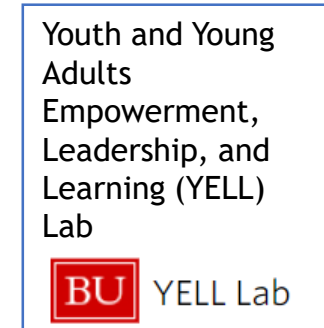 Youth and Young
Adults
Empowerment,
Leadership, and
Learning (YELL)
Lab
BU YELL Lab